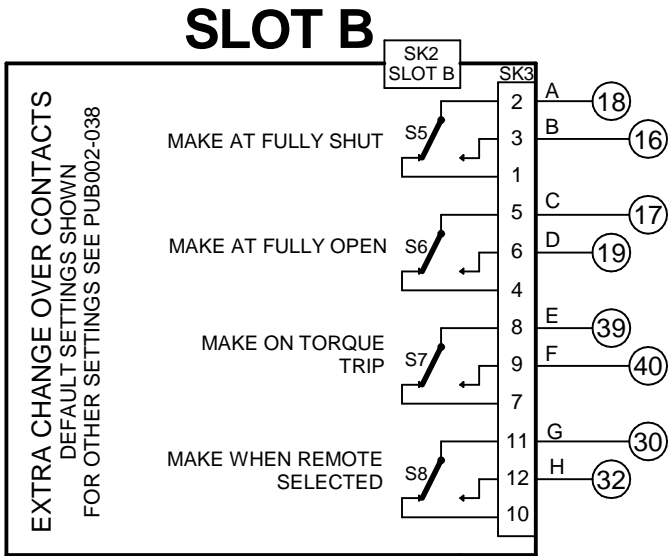 SLOT B
SK2
SLOT B
SK3
EXTRA CHANGE OVER CONTACTS
DEFAULT SETTINGS SHOWN
FOR OTHER SETTINGS SEE PUB002-038
MAKE AT FULLY SHUT
S5
2
A
18
3
B
16
1
MAKE AT FULLY OPEN
S6
5
C
17
6
D
19
4
MAKE ON TORQUE
TRIP
S7
8
E
39
9
F
40
7
MAKE WHEN REMOTE
SELECTED
S8
11
G
30
12
H
32
10